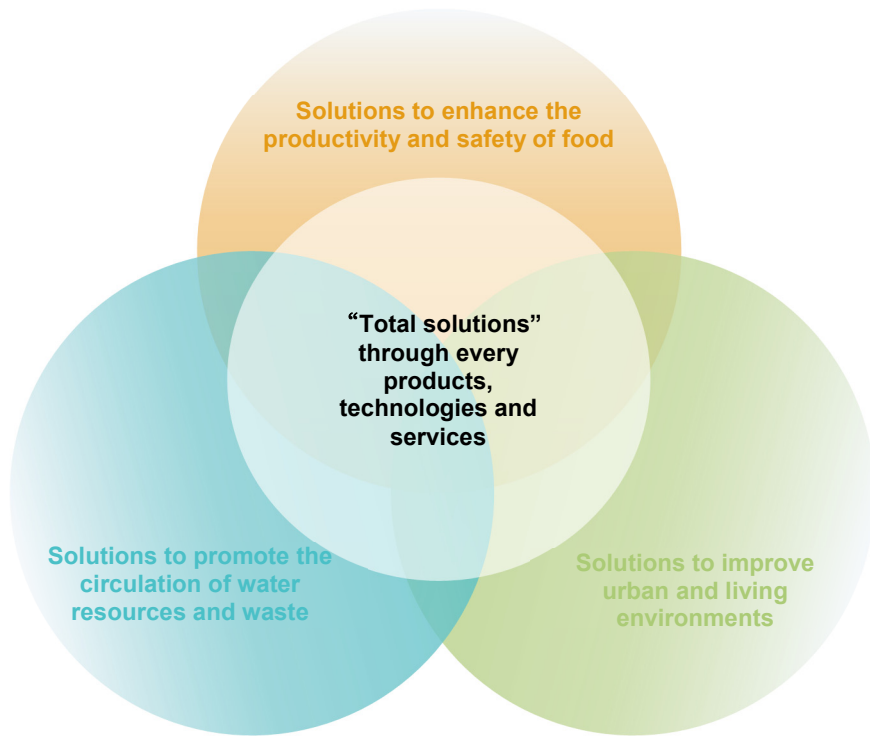 Solutions to enhance the
productivity and safety of food
“Total solutions”
through every
products,
technologies and
services
Solutions to promote the
circulation of water
resources and waste
Solutions to improve
urban and living
environments